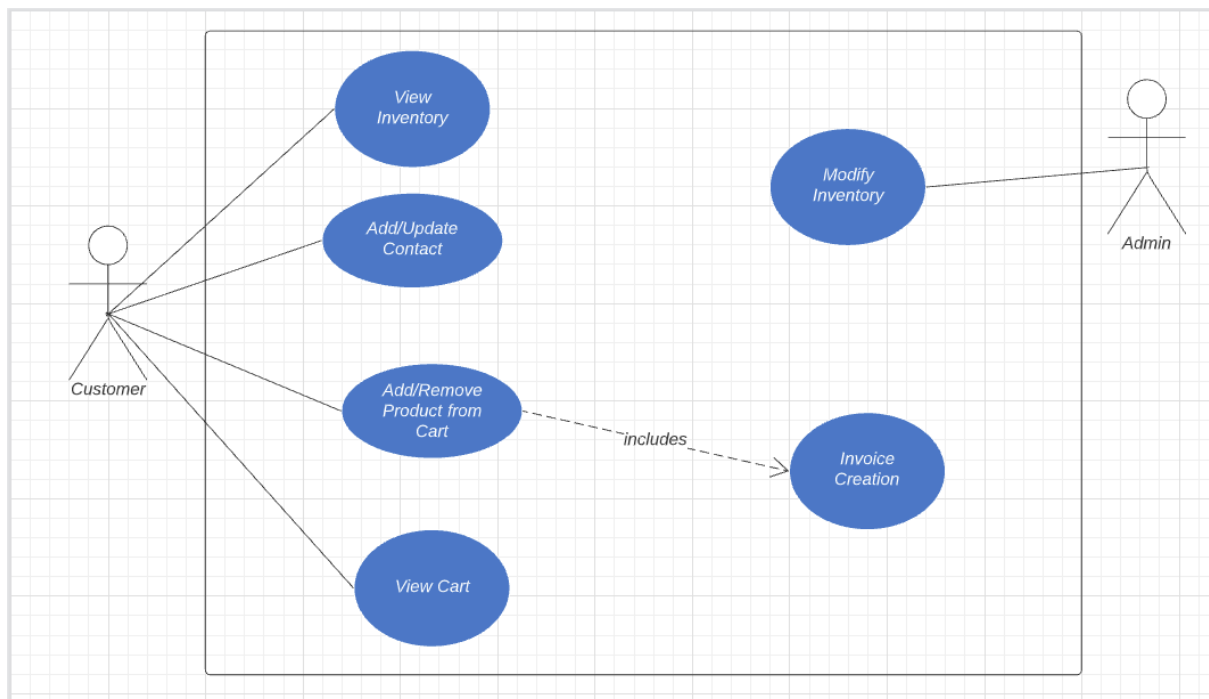 View
Inventory
Modify
Inventory
Add/Update
Contact
Admin
Customer
Add/Remove
Product from
Cart
includes
Invoice
Creation
View Cart